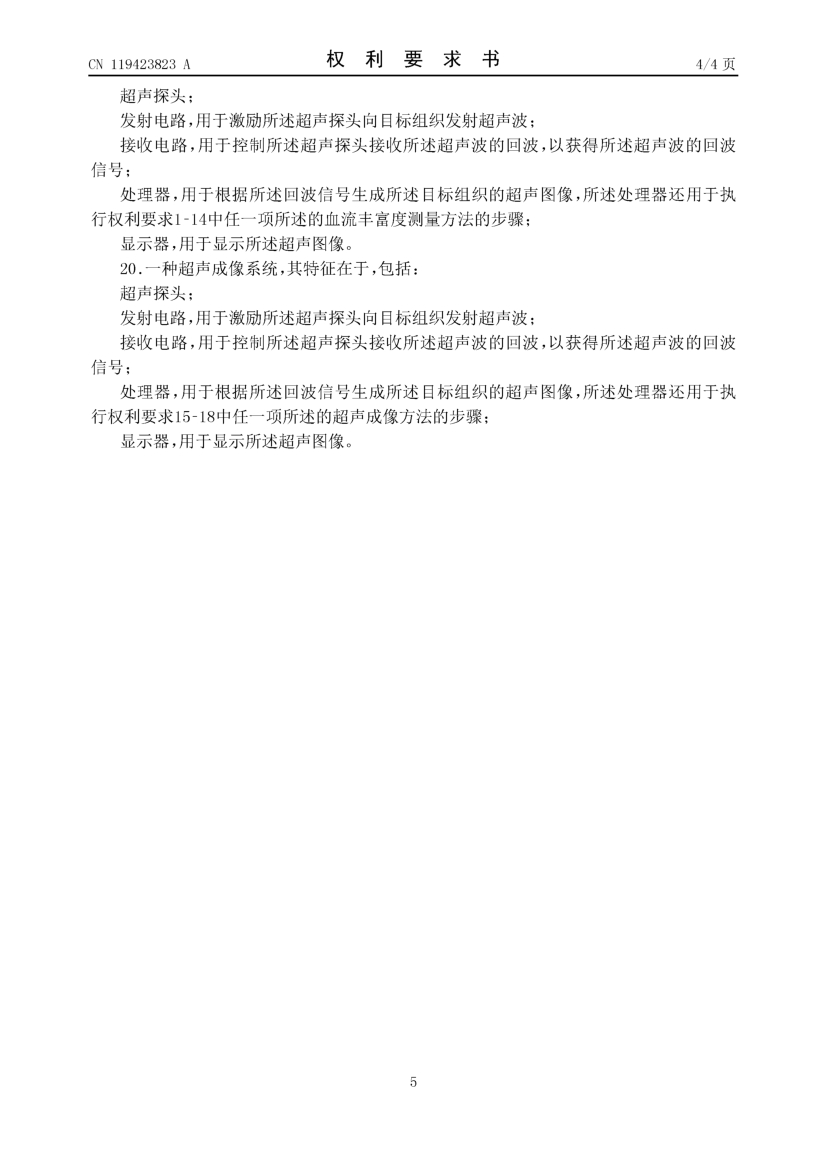 CN 119423823 A
权利要求书
4/4 页
超声探头；
发射电路，用于激励所述超声探头向目标组织发射超声波；
接收电路，用于控制所述超声探头接收所述超声波的回波，以获得所述超声波的回波
信号；
处理器，用于根据所述回波信号生成所述目标组织的超声图像，所述处理器还用于执
行权利要求1-14中任一项所述的血流丰富度测量方法的步骤；
显示器，用于显示所述超声图像。
20.一种超声成像系统，其特征在于，包括：
超声探头；
发射电路，用于激励所述超声探头向目标组织发射超声波；
接收电路，用于控制所述超声探头接收所述超声波的回波，以获得所述超声波的回波
信号；
处理器，用于根据所述回波信号生成所述目标组织的超声图像，所述处理器还用于执
行权利要求15-18中任一项所述的超声成像方法的步骤；
显示器，用于显示所述超声图像。
5